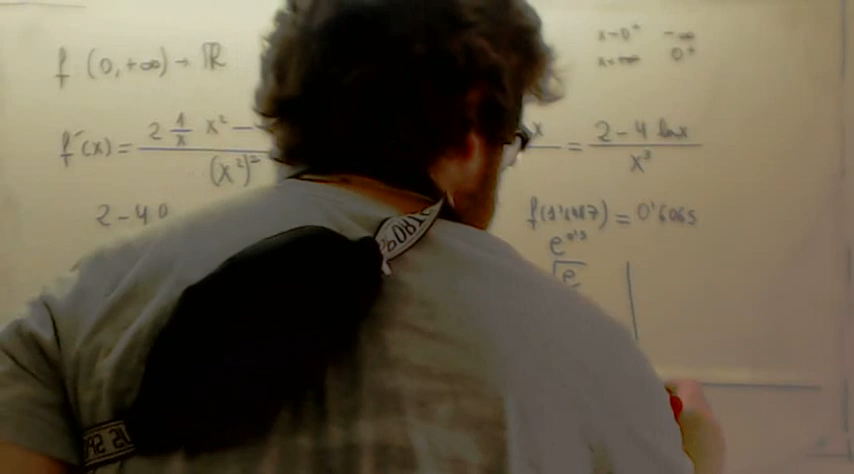 f (0,+∞) → ℝ
x→0⁺ -∞
x→+∞ 0⁺
f'(x) = 2 1/x x² - x / (x²)² = 2 - 4 ln x / x³
2 - 4
f(1'6487) = 0'6065
e^0'5
√e